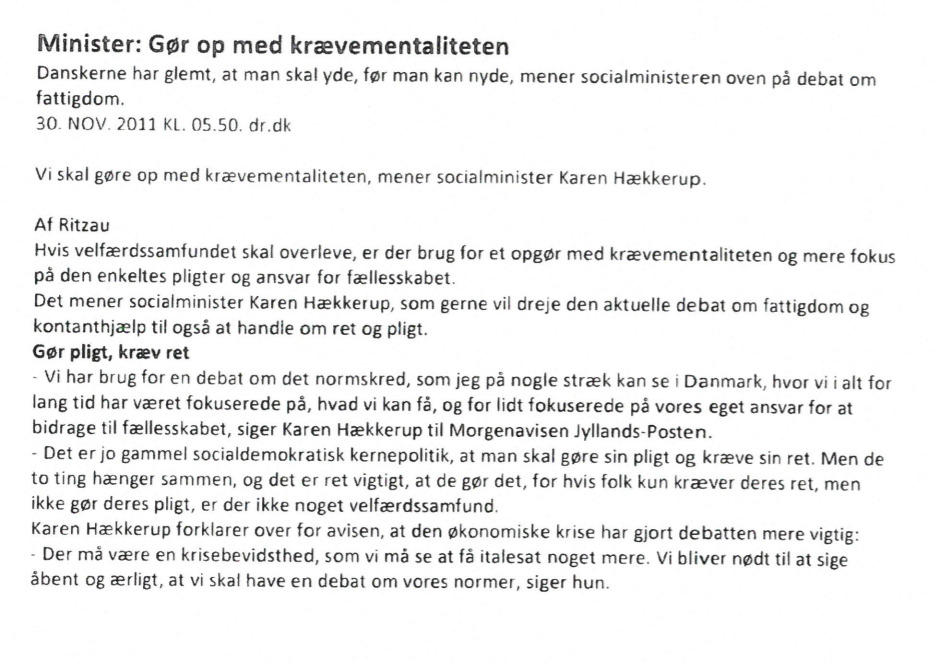 Minister: Gør op med krævementaliteten
Danskerne har glemt, at man skal yde, før man kan nyde, mener socialministeren oven på debat om
fattigdom.
30. NOV. 2011 KL. 05.50. dr.dk
Vi skal gøre op med krævementaliteten, mener socialminister Karen Hækkerup.
Af Ritzau
Hvis velfærdssamfundet skal overleve, er der brug for et opgør med krævementaliteten og mere fokus
på den enkeltes pligter og ansvar for fællesskabet.
Det mener socialminister Karen Hækkerup, som gerne vil dreje den aktuelle debat om fattigdom og
kontanthjælp til også at handle om ret og pligt.
Gør pligt, kræv ret
- Vi har brug for en debat om det normskred, som jeg på nogle stræk kan se i Danmark, hvor vi i alt for
lang tid har været fokuserede på, hvad vi kan få, og for lidt fokuserede på vores eget ansvar for at
bidrage til fællesskabet, siger Karen Hækkerup til Morgenavisen Jyllands-Posten.
- Det er jo gammel socialdemokratisk kernepolitik, at man skal gøre sin pligt og kræve sin ret. Men de
to ting hænger sammen, og det er ret vigtigt, at de gør det, for hvis folk kun kræver deres ret, men
ikke gør deres pligt, er der ikke noget velfærdssamfund.
Karen Hækkerup forklarer over for avisen, at den økonomiske krise har gjort debatten mere vigtig:
- Der må være en krisebevidsthed, som vi må se at få italesat noget mere. Vi bliver nødt til at sige
åbent og ærligt, at vi skal have en debat om vores normer, siger hun.